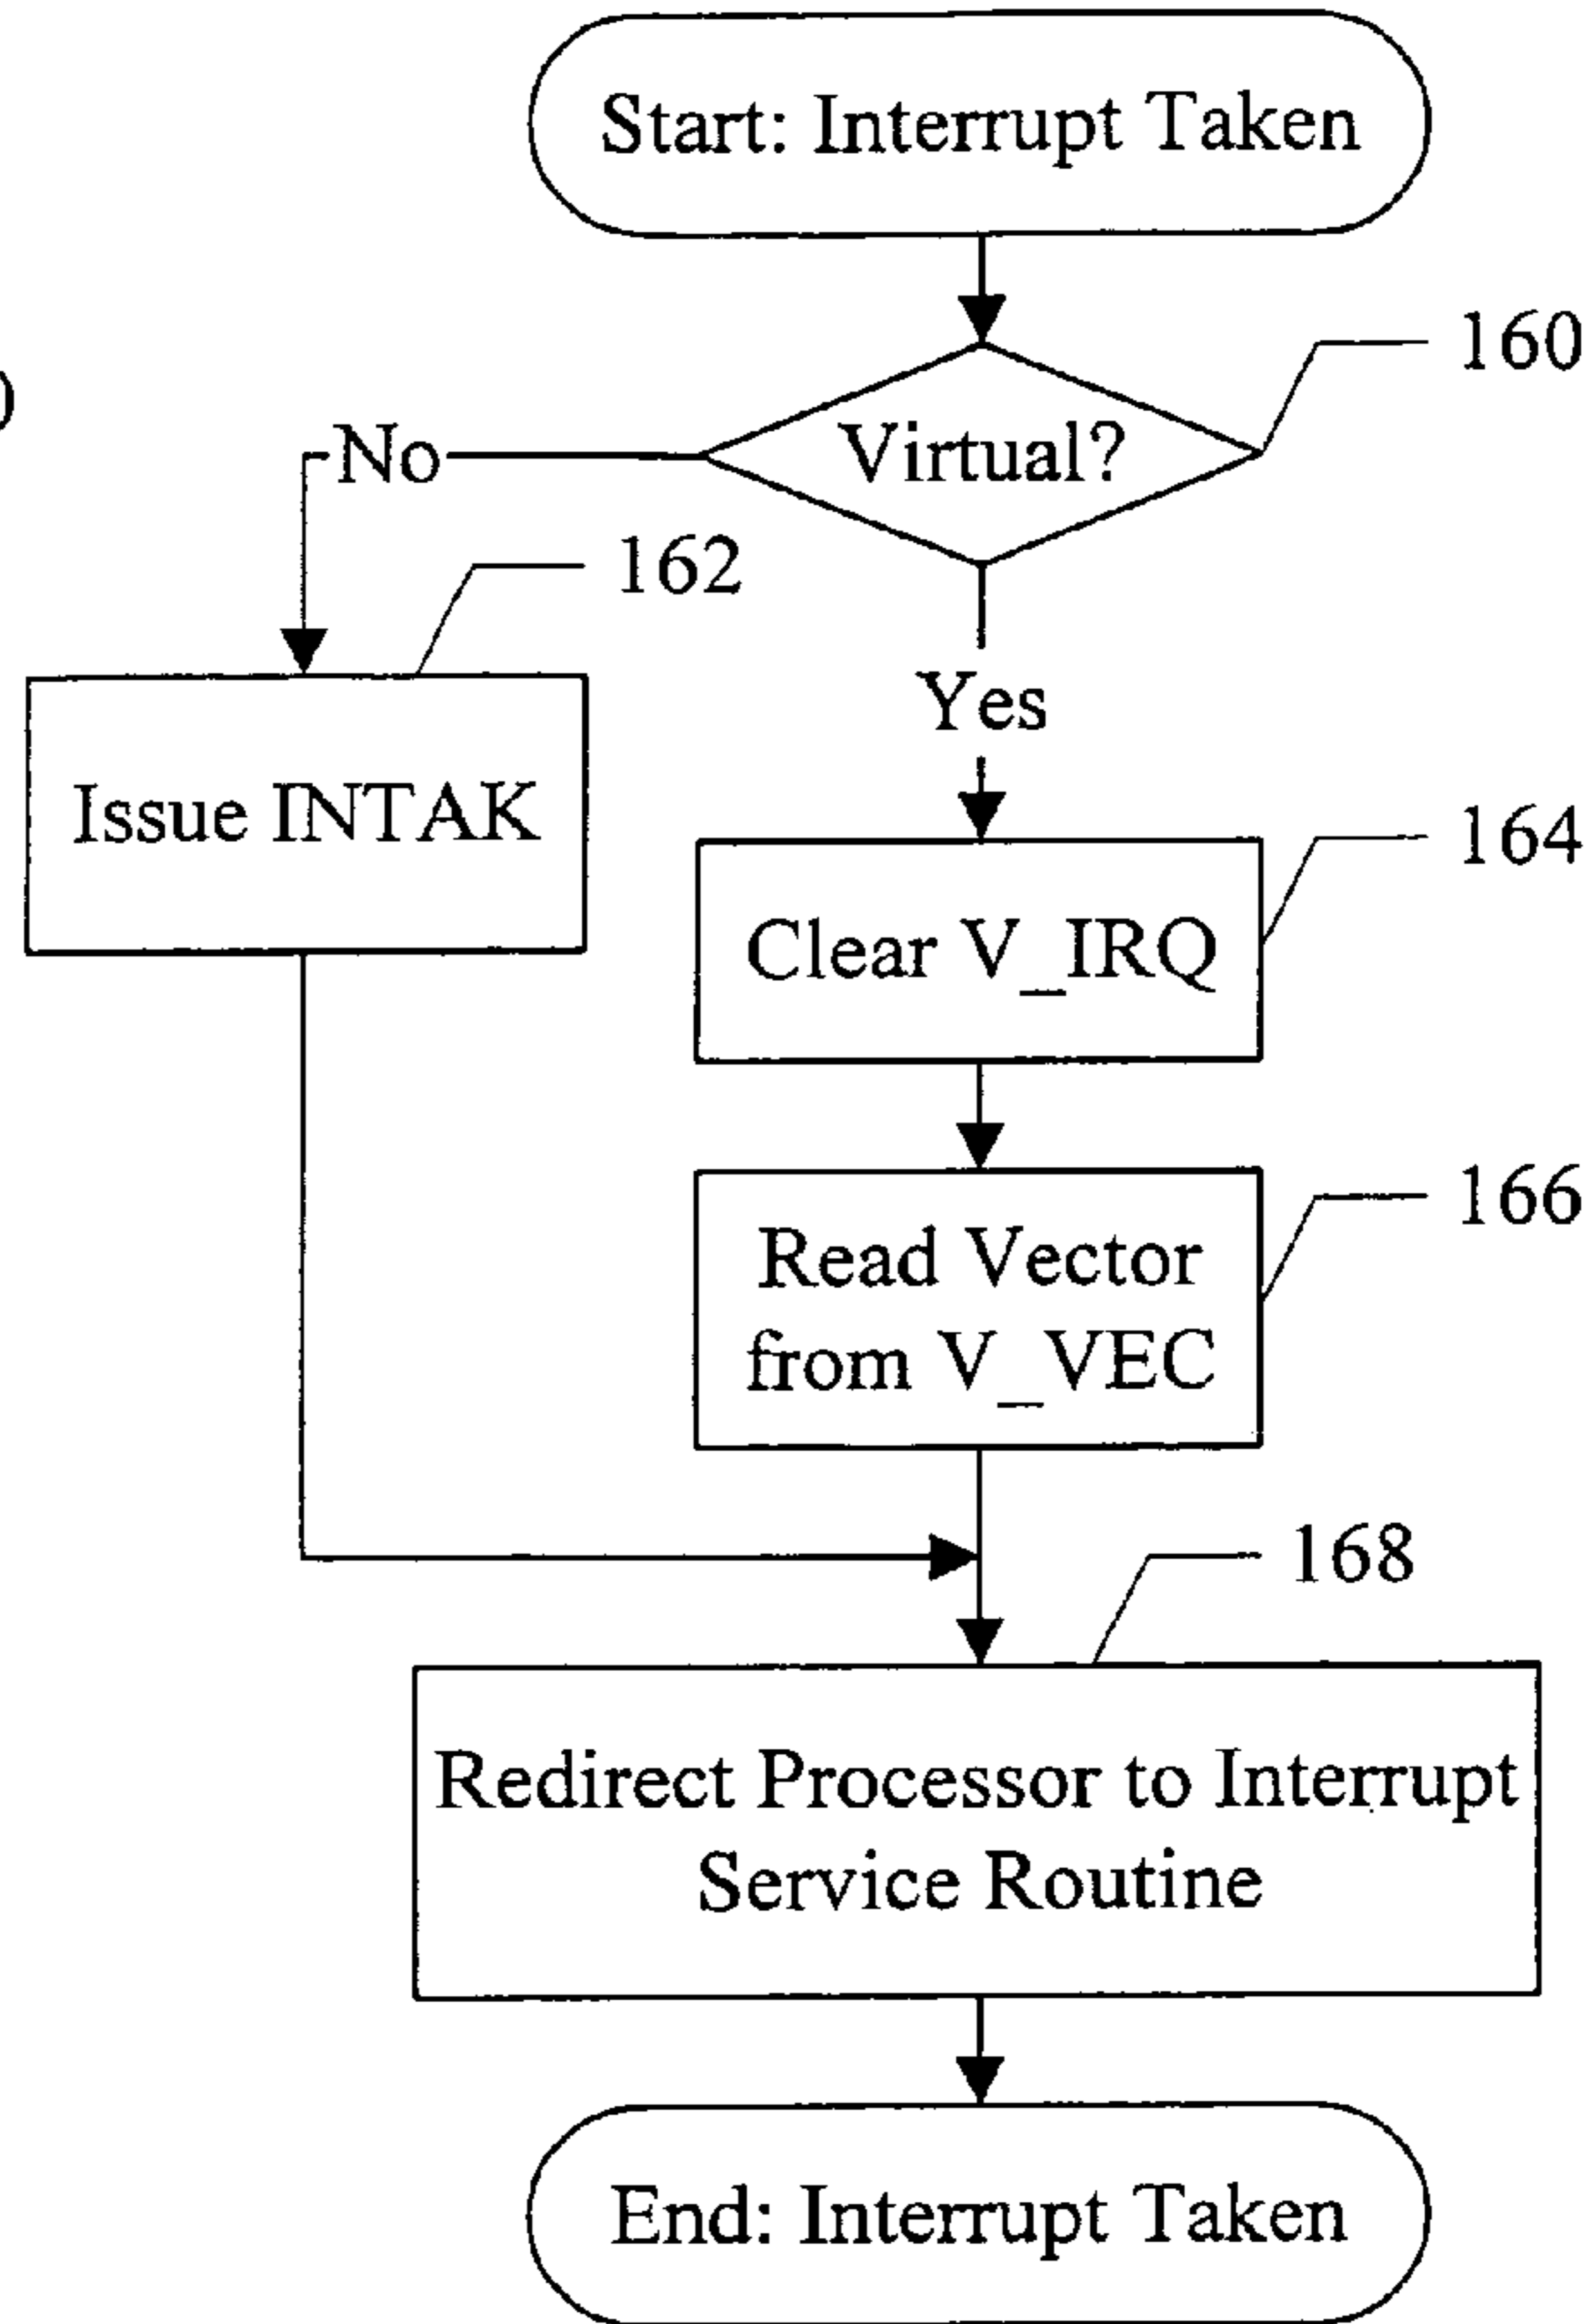 Start: Interrupt Taken
160
Virtual?
No
162
Yes
Issue INTAK
164
Clear V_IRQ
166
Read Vector
from V_VEC
168
Redirect Processor to Interrupt
Service Routine
End: Interrupt Taken